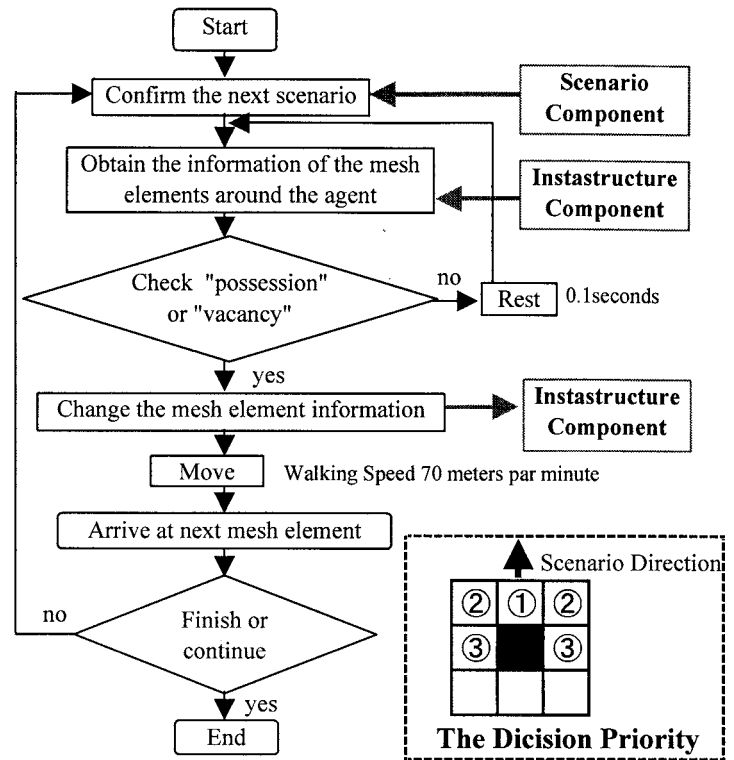 Start
Confirm the next scenario
Scenario
Component
Obtain the information of the mesh
elements around the agent
Instastructure
Component
Check "possession"
or "vacancy"
no
Rest
0.1seconds
yes
Change the mesh element information
Instastructure
Component
Move
Walking Speed 70 meters par minute
Arrive at next mesh element
no
Finish or
continue
yes
End
Scenario Direction
② ① ②
③ ③
The Dicision Priority